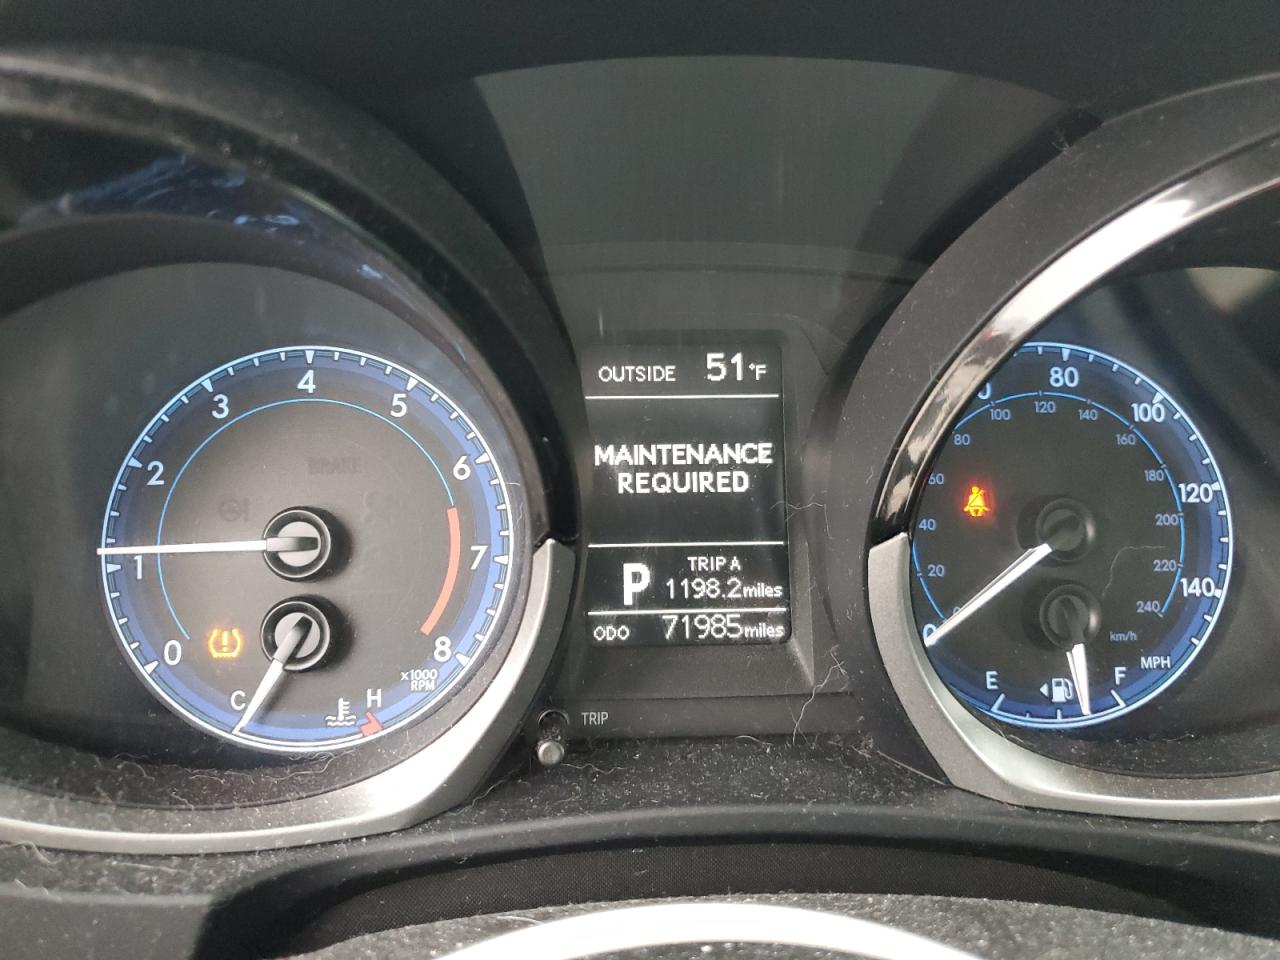 OUTSIDE 51°F
MAINTENANCE
REQUIRED
P
TRIP A
1198.2miles
ODO 71985miles
TRIP
0
1
2
3
4
5
6
7
8
x1000
RPM
C
H
BRAKE
0
80
100
120
140
MPH
20
40
60
80
100
120
140
160
180
200
220
240
km/h
E
F